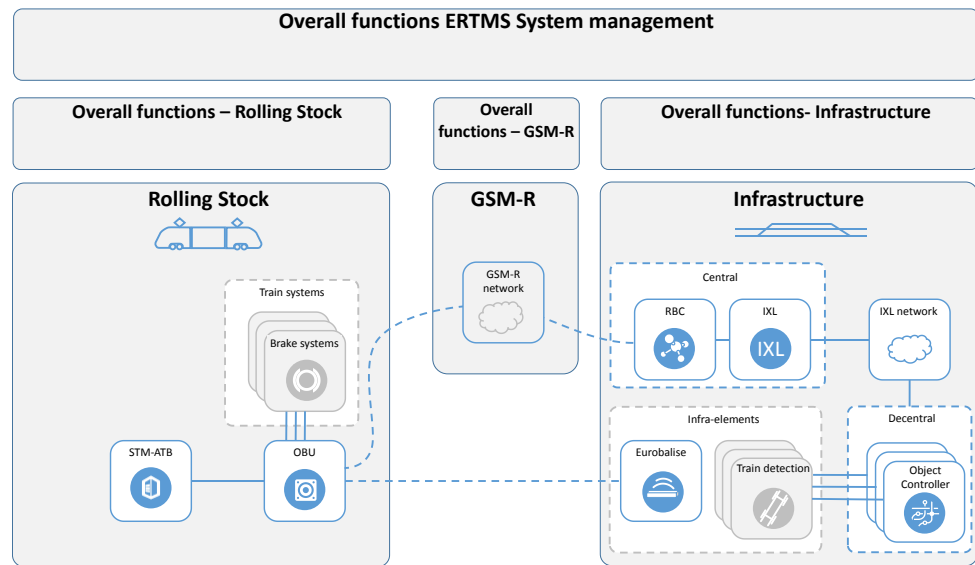 Overall functions ERTMS System management
Overall functions – Rolling Stock
Overall
functions – GSM-R
Overall functions- Infrastructure
Rolling Stock
GSM-R
Infrastructure
Train systems
Brake systems
STM-ATB
OBU
GSM-R
network
Central
RBC
IXL
IXL
IXL network
Infra-elements
Eurobalise
Train detection
Decentral
Object
Controller